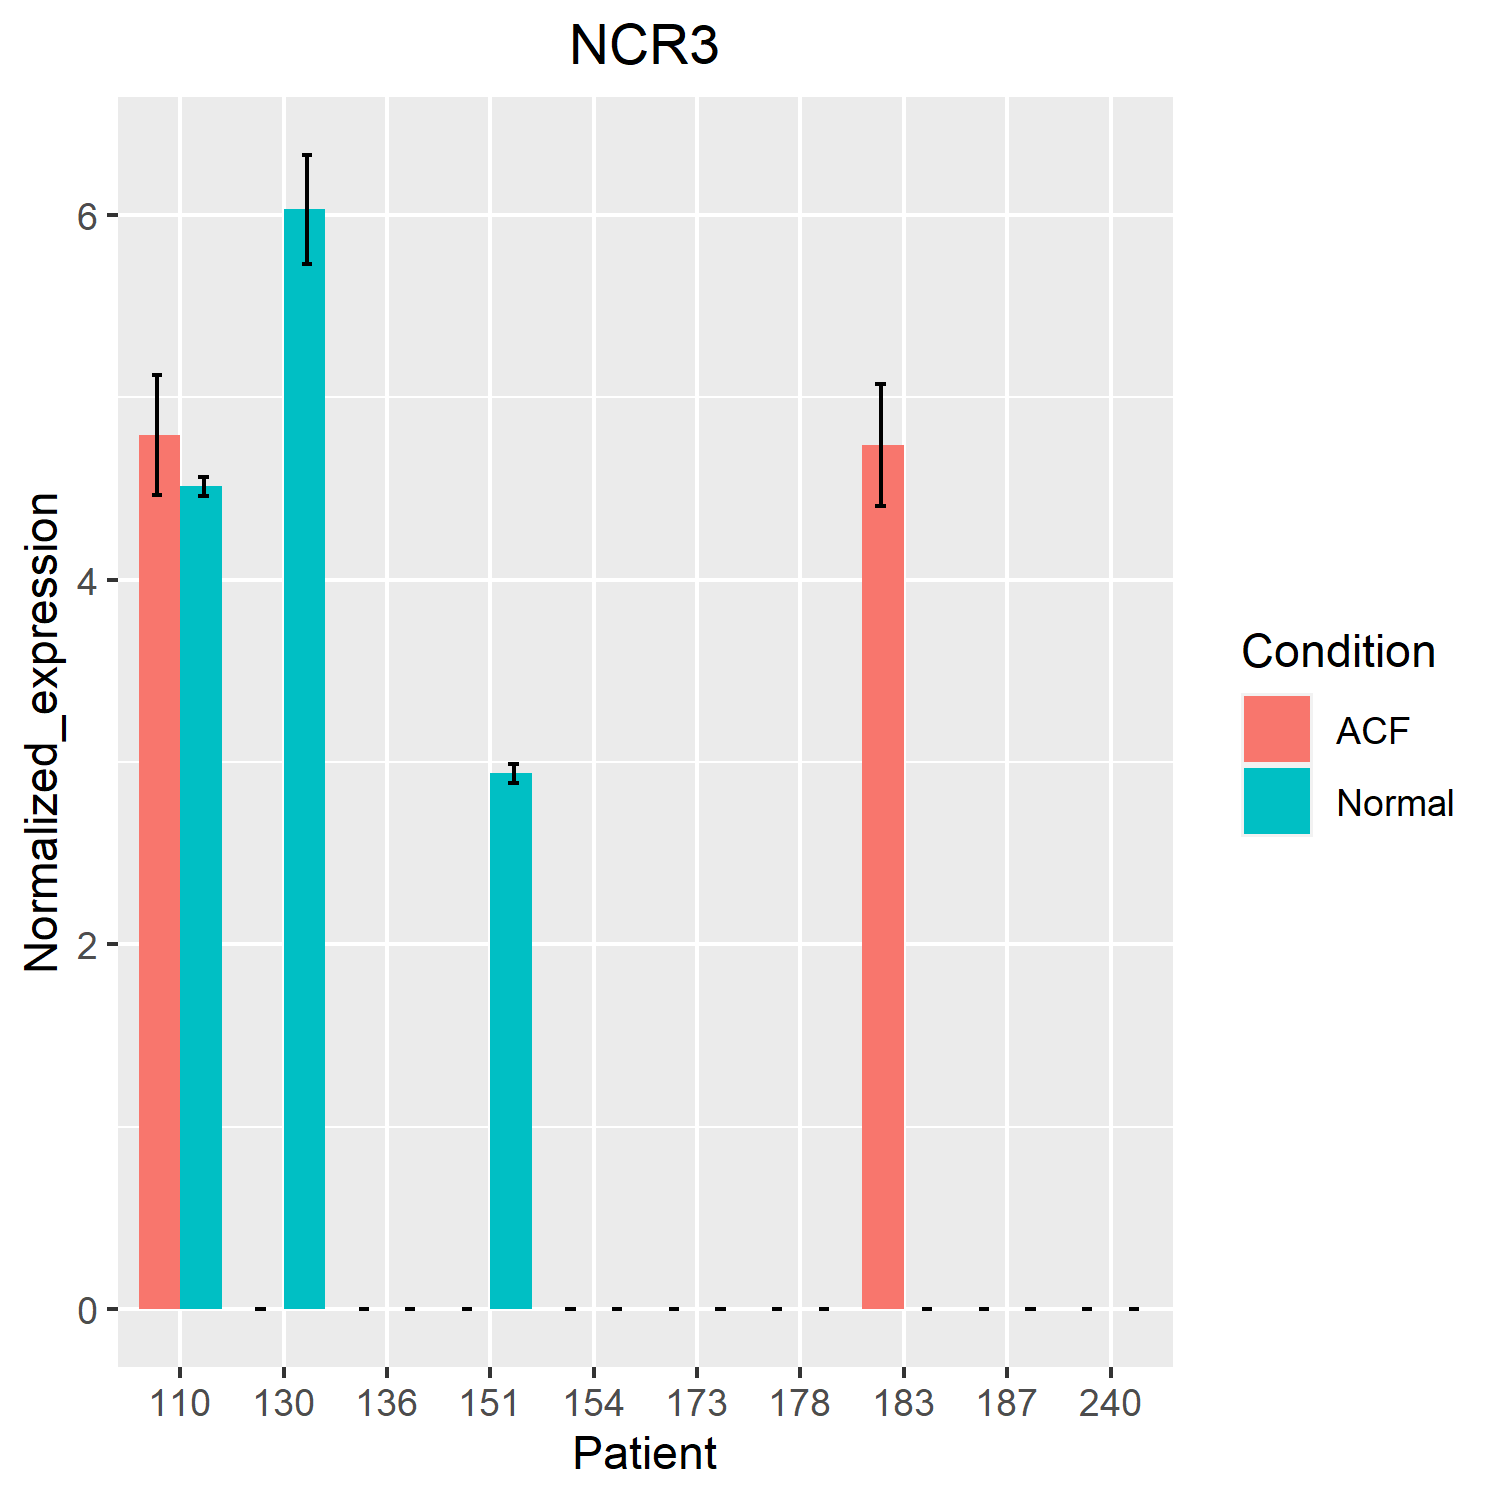 NCR3
Normalized_expression
6
4
2
0
110 130 136 151 154 173 178 183 187 240
Patient
Condition
ACF
Normal